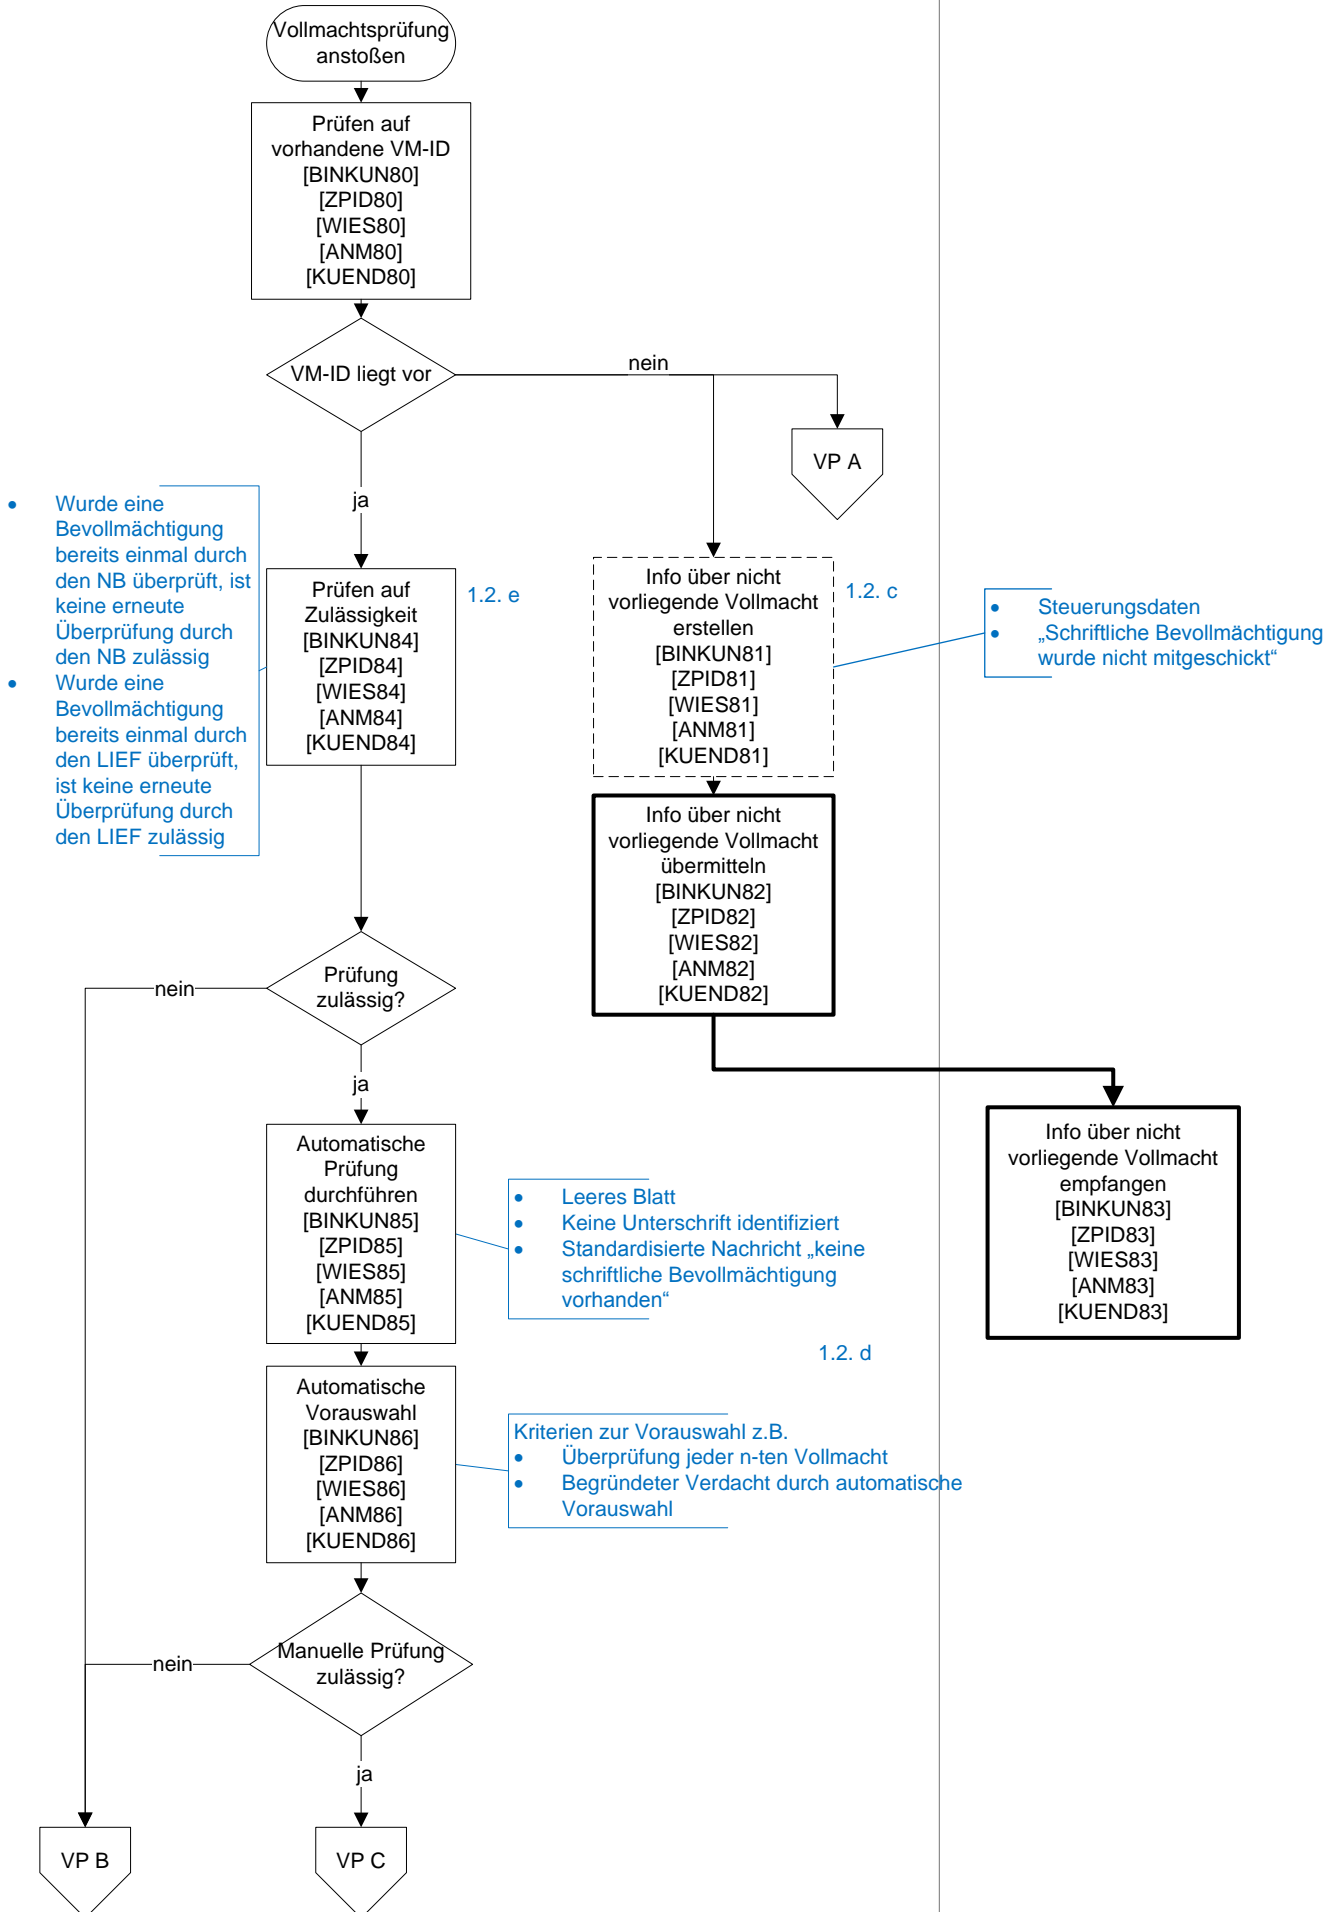 Vollmachtsprüfung
anstoßen
Prüfen auf
vorhandene VM-ID
[BINKUN80]
[ZPID80]
[WIES80]
[ANM80]
[KUEND80]
VM-ID liegt vor
nein
VP A
ja
• Wurde eine
Bevollmächtigung
bereits einmal durch
den NB überprüft, ist
keine erneute
Überprüfung durch
den NB zulässig
• Wurde eine
Bevollmächtigung
bereits einmal durch
den LIEF überprüft,
ist keine erneute
Überprüfung durch
den LIEF zulässig
Prüfen auf
Zulässigkeit
[BINKUN84]
[ZPID84]
[WIES84]
[ANM84]
[KUEND84]
1.2. e
Info über nicht
vorliegende Vollmacht
erstellen
[BINKUN81]
[ZPID81]
[WIES81]
[ANM81]
[KUEND81]
1.2. c
• Steuerungsdaten
• „Schriftliche Bevollmächtigung
wurde nicht mitgeschickt“
Info über nicht
vorliegende Vollmacht
übermitteln
[BINKUN82]
[ZPID82]
[WIES82]
[ANM82]
[KUEND82]
Prüfung
zulässig?
nein
ja
Info über nicht
vorliegende Vollmacht
empfangen
[BINKUN83]
[ZPID83]
[WIES83]
[ANM83]
[KUEND83]
Automatische
Prüfung
durchführen
[BINKUN85]
[ZPID85]
[WIES85]
[ANM85]
[KUEND85]
• Leeres Blatt
• Keine Unterschrift identifiziert
• Standardisierte Nachricht „keine
schriftliche Bevollmächtigung
vorhanden“
1.2. d
Automatische
Vorauswahl
[BINKUN86]
[ZPID86]
[WIES86]
[ANM86]
[KUEND86]
Kriterien zur Vorauswahl z.B.
• Überprüfung jeder n-ten Vollmacht
• Begründeter Verdacht durch automatische
Vorauswahl
Manuelle Prüfung
zulässig?
nein
ja
VP B
VP C